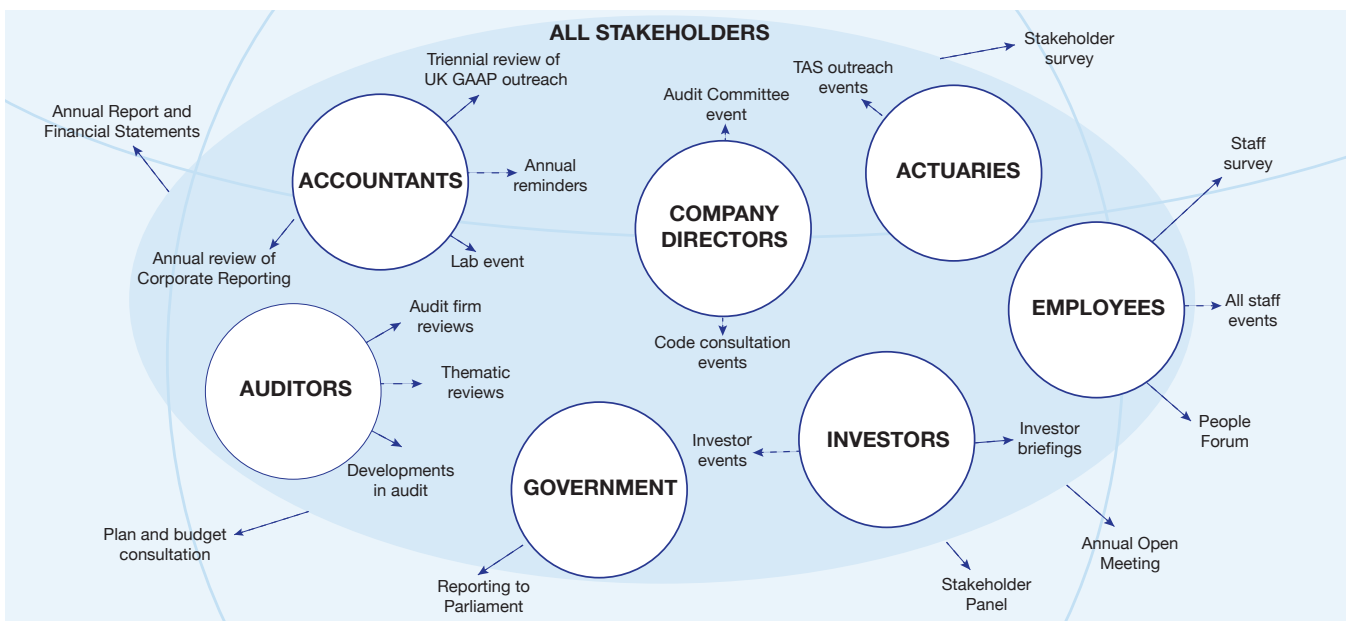 ALL STAKEHOLDERS
Stakeholder
survey
Triennial review of
UK GAAP outreach
TAS outreach
events
Audit Committee
event
Annual Report and
Financial Statements
Staff
survey
ACCOUNTANTS
Annual
reminders
ACTUARIES
COMPANY
DIRECTORS
Annual review of
Corporate Reporting
Lab event
EMPLOYEES
All staff
events
Audit firm
reviews
Code consultation
events
AUDITORS
Thematic
reviews
People
Forum
Investor
events
INVESTORS
Investor
briefings
Developments
in audit
GOVERNMENT
Plan and budget
consultation
Annual Open
Meeting
Reporting to
Parliament
Stakeholder
Panel